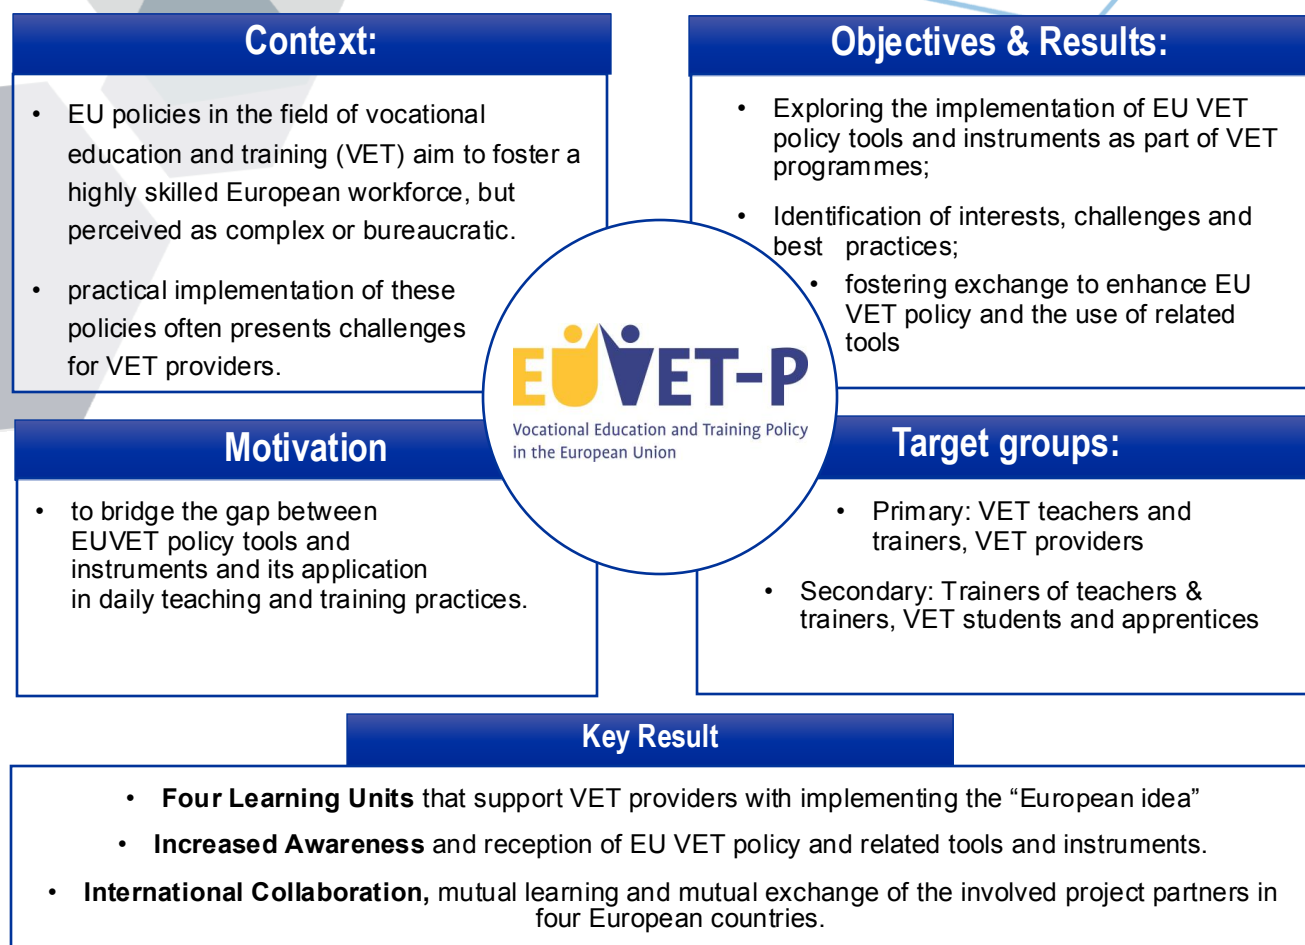 Context:
• EU policies in the field of vocational
education and training (VET) aim to foster a
highly skilled European workforce, but
perceived as complex or bureaucratic.
• practical implementation of these
policies often presents challenges
for VET providers.
Objectives & Results:
• Exploring the implementation of EU VET
policy tools and instruments as part of VET
programmes;
• Identification of interests, challenges and
best practices;
• fostering exchange to enhance EU
VET policy and the use of related
tools
EUVET-P
Vocational Education and Training Policy
in the European Union
Motivation
• to bridge the gap between
EUVET policy tools and
instruments and its application
in daily teaching and training practices.
Target groups:
• Primary: VET teachers and
trainers, VET providers
• Secondary: Trainers of teachers &
trainers, VET students and apprentices
Key Result
• Four Learning Units that support VET providers with implementing the “European idea”
• Increased Awareness and reception of EU VET policy and related tools and instruments.
• International Collaboration, mutual learning and mutual exchange of the involved project partners in
four European countries.